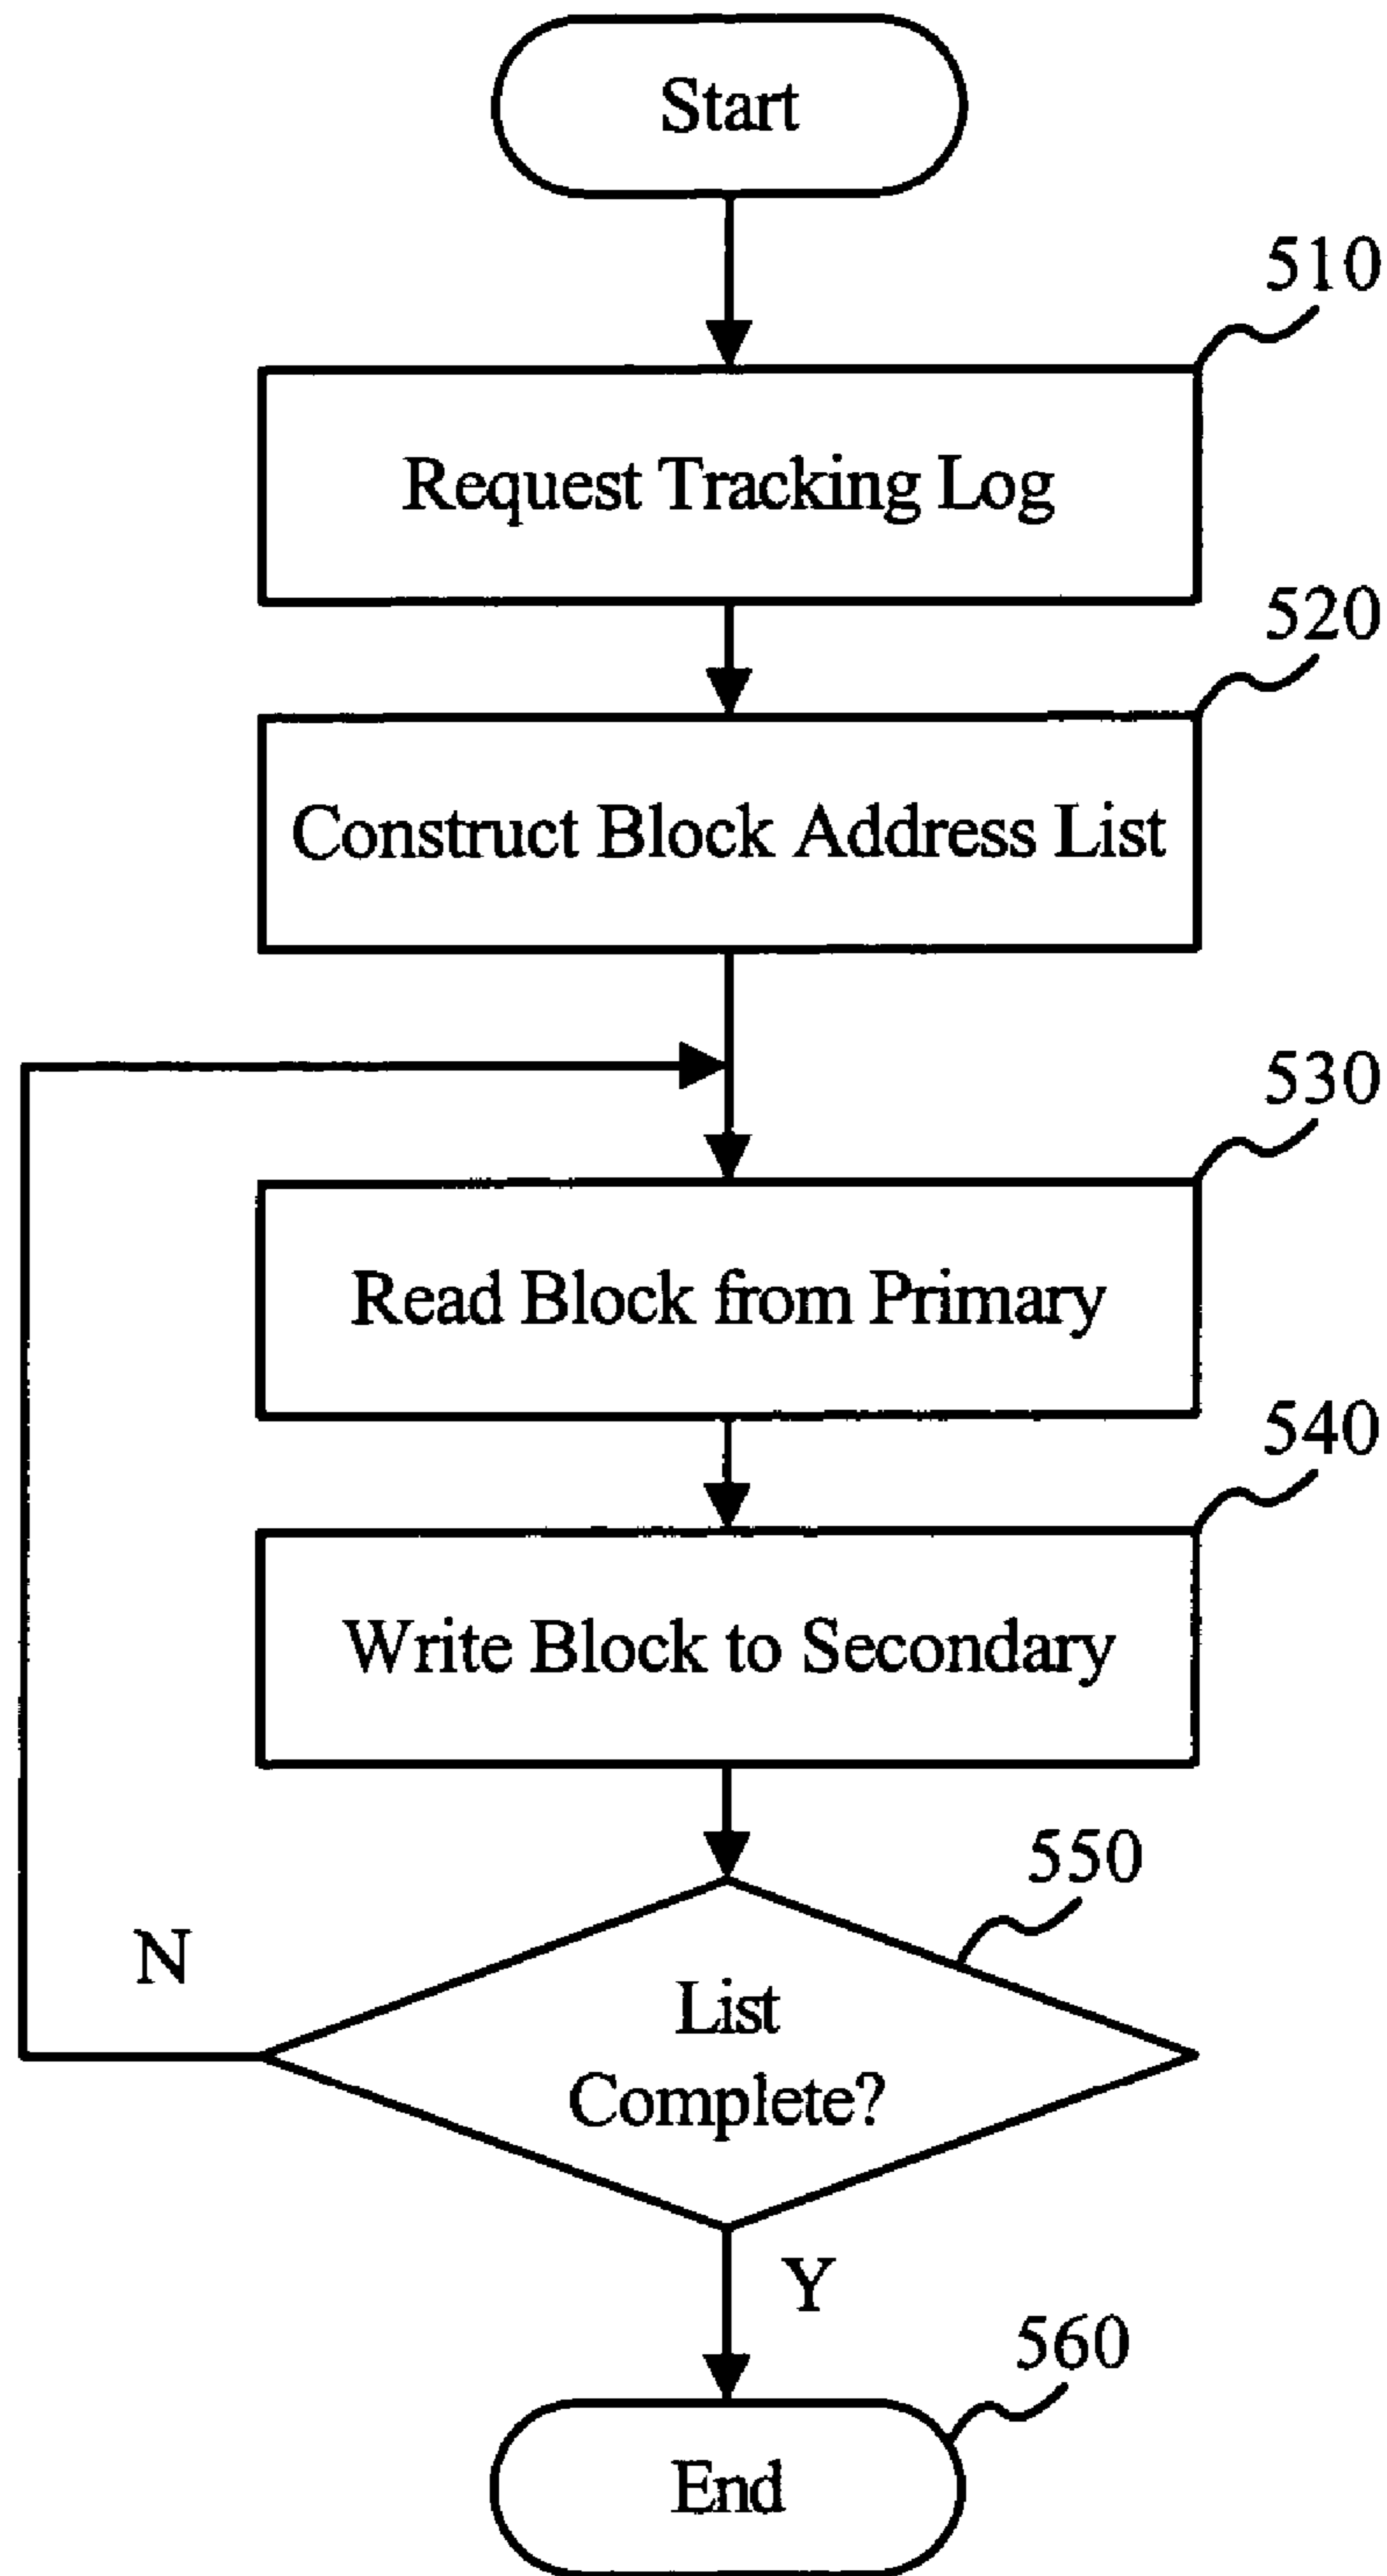 Start
510
Request Tracking Log
520
Construct Block Address List
530
Read Block from Primary
540
Write Block to Secondary
550
N
List
Complete?
Y
560
End